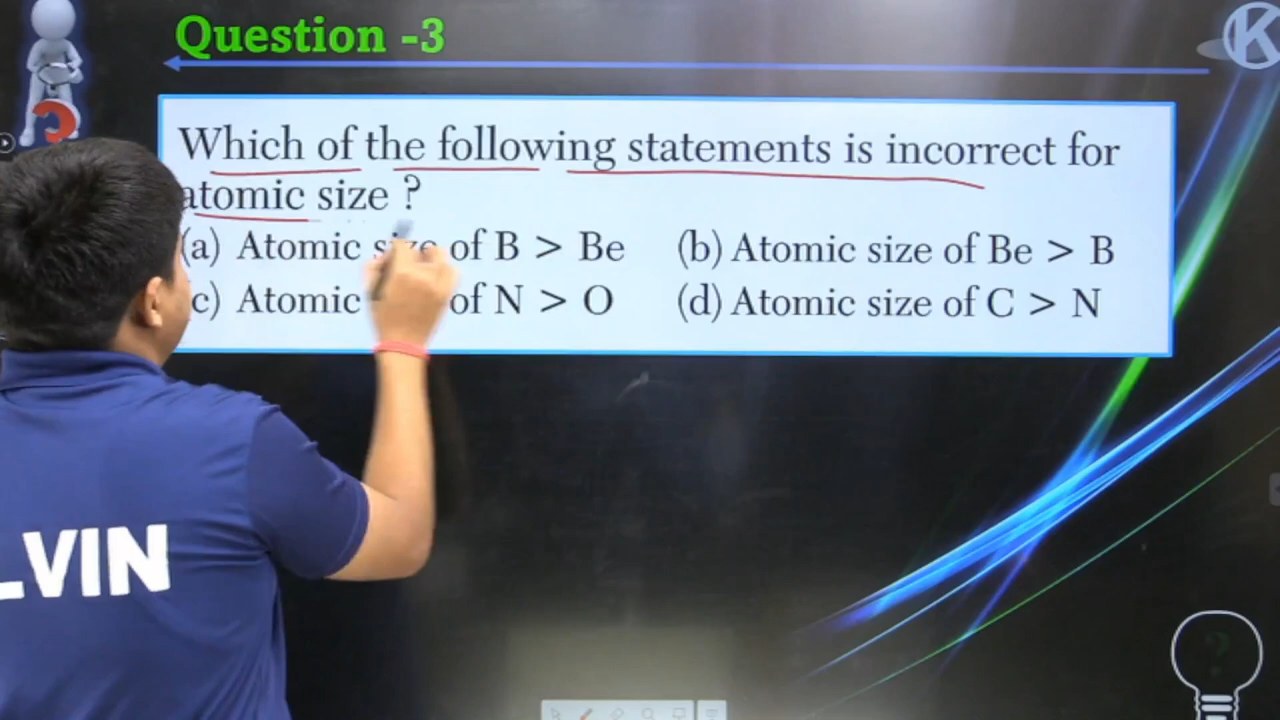 Question -3
K
Which of the following statements is incorrect for
atomic size ?
(a) Atomic size of B > Be (b) Atomic size of Be > B
c) Atomic of N > O (d) Atomic size of C > N
LVIN
?